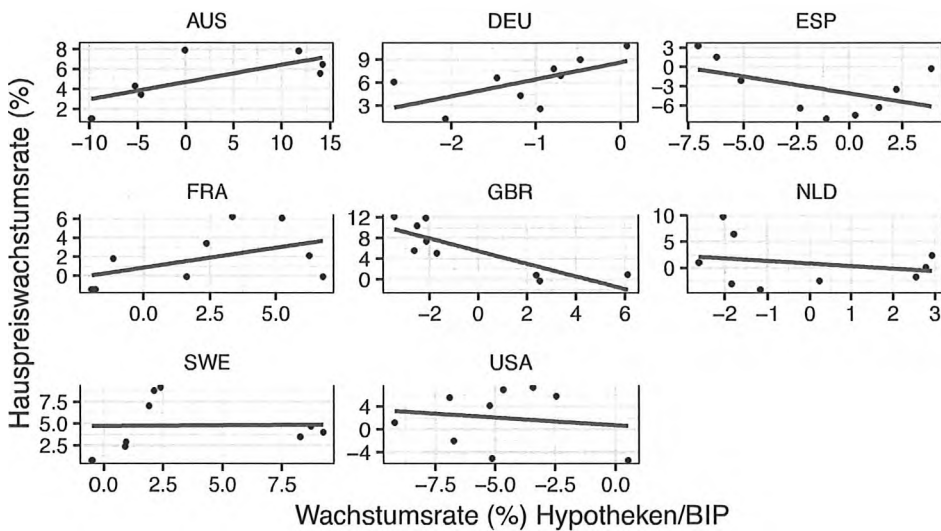 AUS DEU ESP
8 6 4 2
9 6 3
3 0 −3 −6
−10 −5 0 5 10 15
−2 −1 0
−7.5 −5.0 −2.5 0.0 2.5
FRA GBR NLD
6 4 2 0
12 8 4 0
10 5 0
0.0 2.5 5.0
−2 0 2 4 6
−2 −1 0 1 2 3
SWE USA
7.5 5.0 2.5
4 0 −4
0.0 2.5 5.0 7.5
−7.5 −5.0 −2.5 0.0
Hauspreiswachstumsrate (%)
Wachstumsrate (%) Hypotheken/BIP